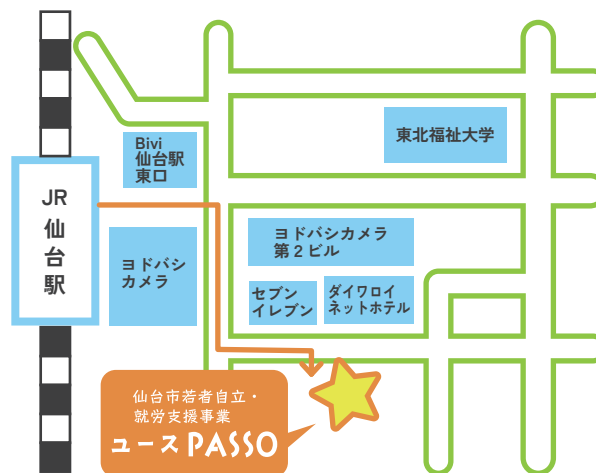 Bivi
仙台駅
東口
東北福祉大学
JR
仙
台
駅
ヨドバシ
カメラ
ヨドバシカメラ
第2ビル
セブン
イレブン
ダイワロイ
ネットホテル
仙台市若者自立・
就労支援事業
ユースPASSO